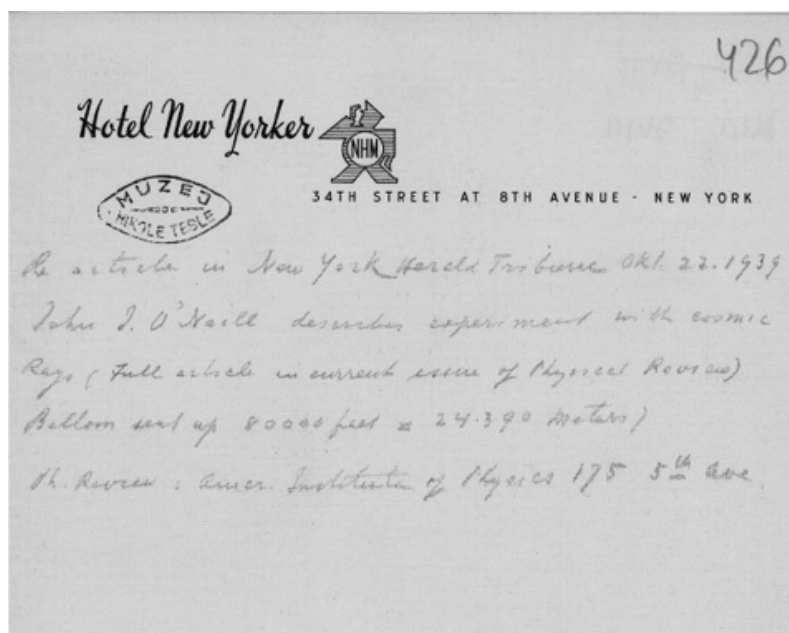 426
Hotel New Yorker
NHM
34TH STREET AT 8TH AVENUE - NEW YORK
MUZEJ
NIKOLE TESLE
Re article in New York Herald Tribune Okt. 22. 1939
John J. O'Neill describes experiment with cosmic
Rays (Full article in current issue of Physical Review)
Balloon sent up 80000 feet = 24.390 meters)
Ph. Review : Amer. Institute of Physics 175 5th Ave.